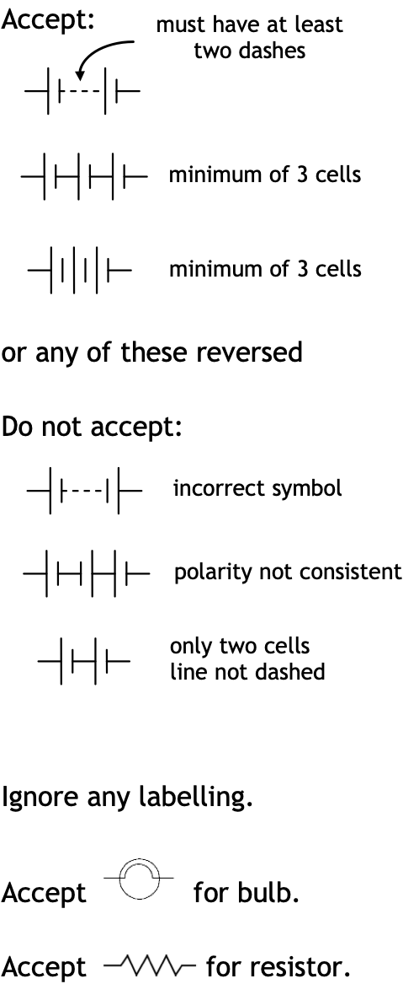 Accept:
must have at least
two dashes
minimum of 3 cells
minimum of 3 cells
or any of these reversed
Do not accept:
incorrect symbol
polarity not consistent
only two cells
line not dashed
Ignore any labelling.
Accept for bulb.
Accept for resistor.